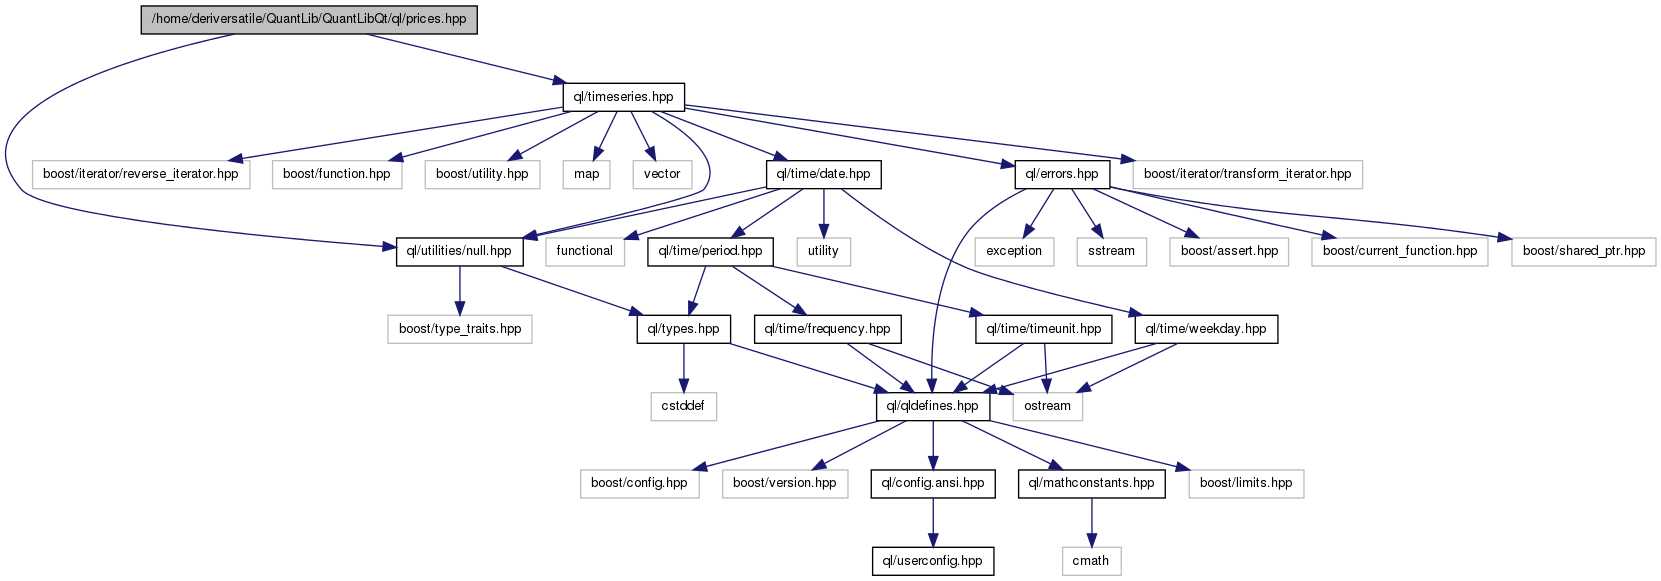 /home/deriversatile/QuantLib/QuantLibQt/ql/prices.hpp
ql/timeseries.hpp
boost/iterator/reverse_iterator.hpp
boost/function.hpp
boost/utility.hpp
map
vector
ql/time/date.hpp
ql/errors.hpp
boost/iterator/transform_iterator.hpp
ql/utilities/null.hpp
functional
ql/time/period.hpp
utility
exception
sstream
boost/assert.hpp
boost/current_function.hpp
boost/shared_ptr.hpp
boost/type_traits.hpp
ql/types.hpp
ql/time/frequency.hpp
ql/time/timeunit.hpp
ql/time/weekday.hpp
cstddef
ql/qldefines.hpp
ostream
boost/config.hpp
boost/version.hpp
ql/config.ansi.hpp
ql/mathconstants.hpp
boost/limits.hpp
ql/userconfig.hpp
cmath